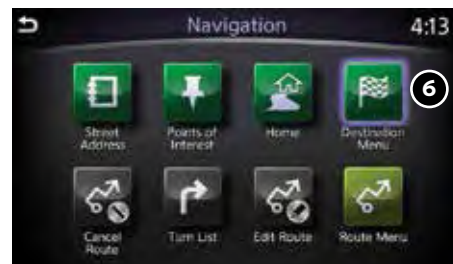 Navigation 4:13
Street
Address
Points of
Interest
Home
Destination
Menu
6
Cancel
Route
Turn List
Edit Route
Route Menu